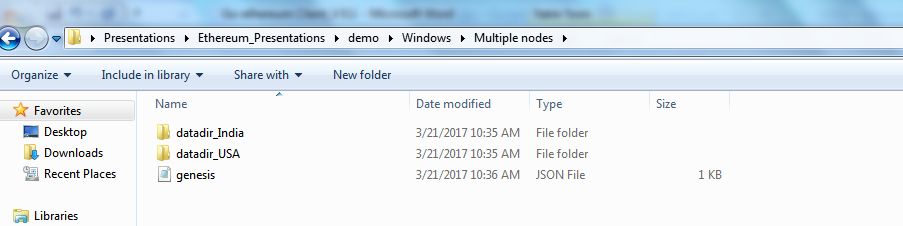 Presentations Ethereum_Presentations demo Windows Multiple nodes
Organize Include in library Share with New folder
Favorites Name Date modified Type Size
Desktop datadir_India 3/21/2017 10:35 AM File folder
Downloads datadir_USA 3/21/2017 10:35 AM File folder
Recent Places genesis 3/21/2017 10:36 AM JSON File 1 KB
Libraries